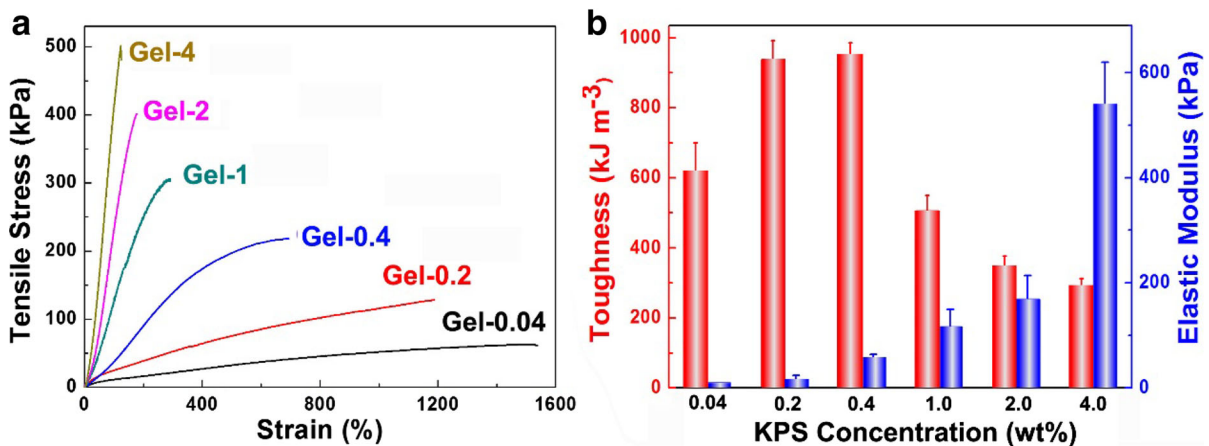 a
Tensile Stress (kPa)
500
400
300
200
100
0
Gel-4
Gel-2
Gel-1
Gel-0.4
Gel-0.2
Gel-0.04
0 400 800 1200 1600
Strain (%)
b
Toughness (kJ m⁻³)
1000
800
600
400
200
0
Elastic Modulus (kPa)
600
400
200
0
0.04 0.2 0.4 1.0 2.0 4.0
KPS Concentration (wt%)